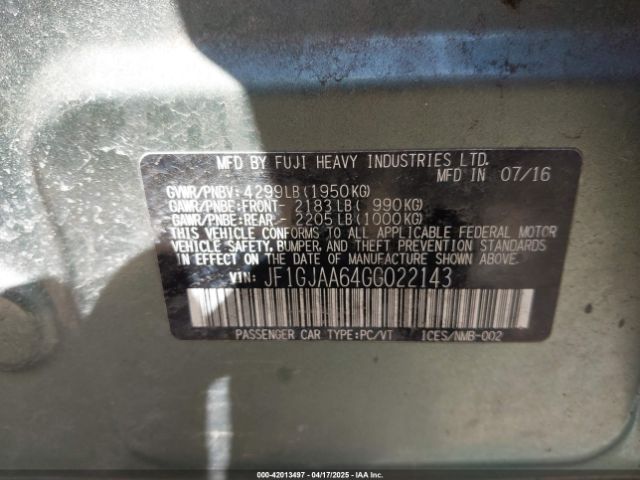 MFD BY FUJI HEAVY INDUSTRIES LTD.
MFD IN 07/16
GVWR/PNBV: 4299LB(1950KG)
GAWR/PNBE:FRONT- 2183LB( 990KG)
GAWR/PNBE:REAR - 2205LB(1000KG)
THIS VEHICLE CONFORMS TO ALL APPLICABLE FEDERAL MOTOR
VEHICLE SAFETY, BUMPER, AND THEFT PREVENTION STANDARDS
IN EFFECT ON THE DATE OF MANUFACTURE SHOWN ABOVE.
VIN: JF1GJAA64GG022143
PASSENGER CAR TYPE:PC/VT ICES/NMB-002
000-42013497 - 04/17/2025 - IAAI.COM